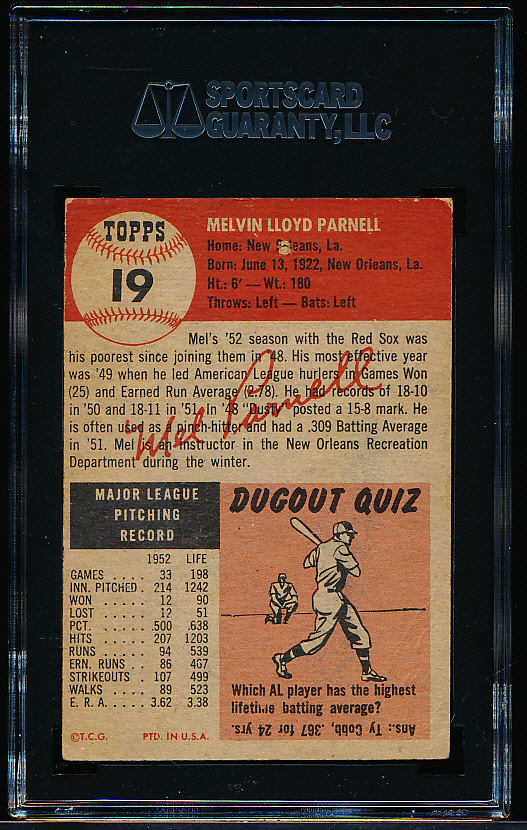 SPORTSCARD
GUARANTY, LLC
TOPPS
19
MELVIN LLOYD PARNELL
Home: New Orleans, La.
Born: June 13, 1922, New Orleans, La.
Ht.: 6' — Wt.: 180
Throws: Left — Bats: Left
Mel's '52 season with the Red Sox was
his poorest since joining them in '48. His most effective year
was '49 when he led American League hurlers in Games Won
(25) and Earned Run Average (2.78). He had records of 18-10
in '50 and 18-11 in '51. In '48 "Dusty" posted a 15-8 mark. He
is often used as a pinch-hitter and had a .309 Batting Average
in '51. Mel is an instructor in the New Orleans Recreation
Department during the winter.
Mel Parnell
MAJOR LEAGUE
PITCHING
RECORD
1952 LIFE
GAMES . . . . 33 198
INN. PITCHED . 214 1242
WON . . . . . 12 90
LOST . . . . . 12 51
PCT. . . . . . .500 .638
HITS . . . . . 207 1203
RUNS . . . . . 94 539
ERN. RUNS . . 86 467
STRIKEOUTS . . 107 499
WALKS . . . . 89 523
E. R. A. . . . . 3.62 3.38
©T.C.G. PTD. IN U.S.A.
DUGOUT QUIZ
Which AL player has the highest
lifetime batting average?
Ans.: Ty Cobb, .367 for 24 yrs.